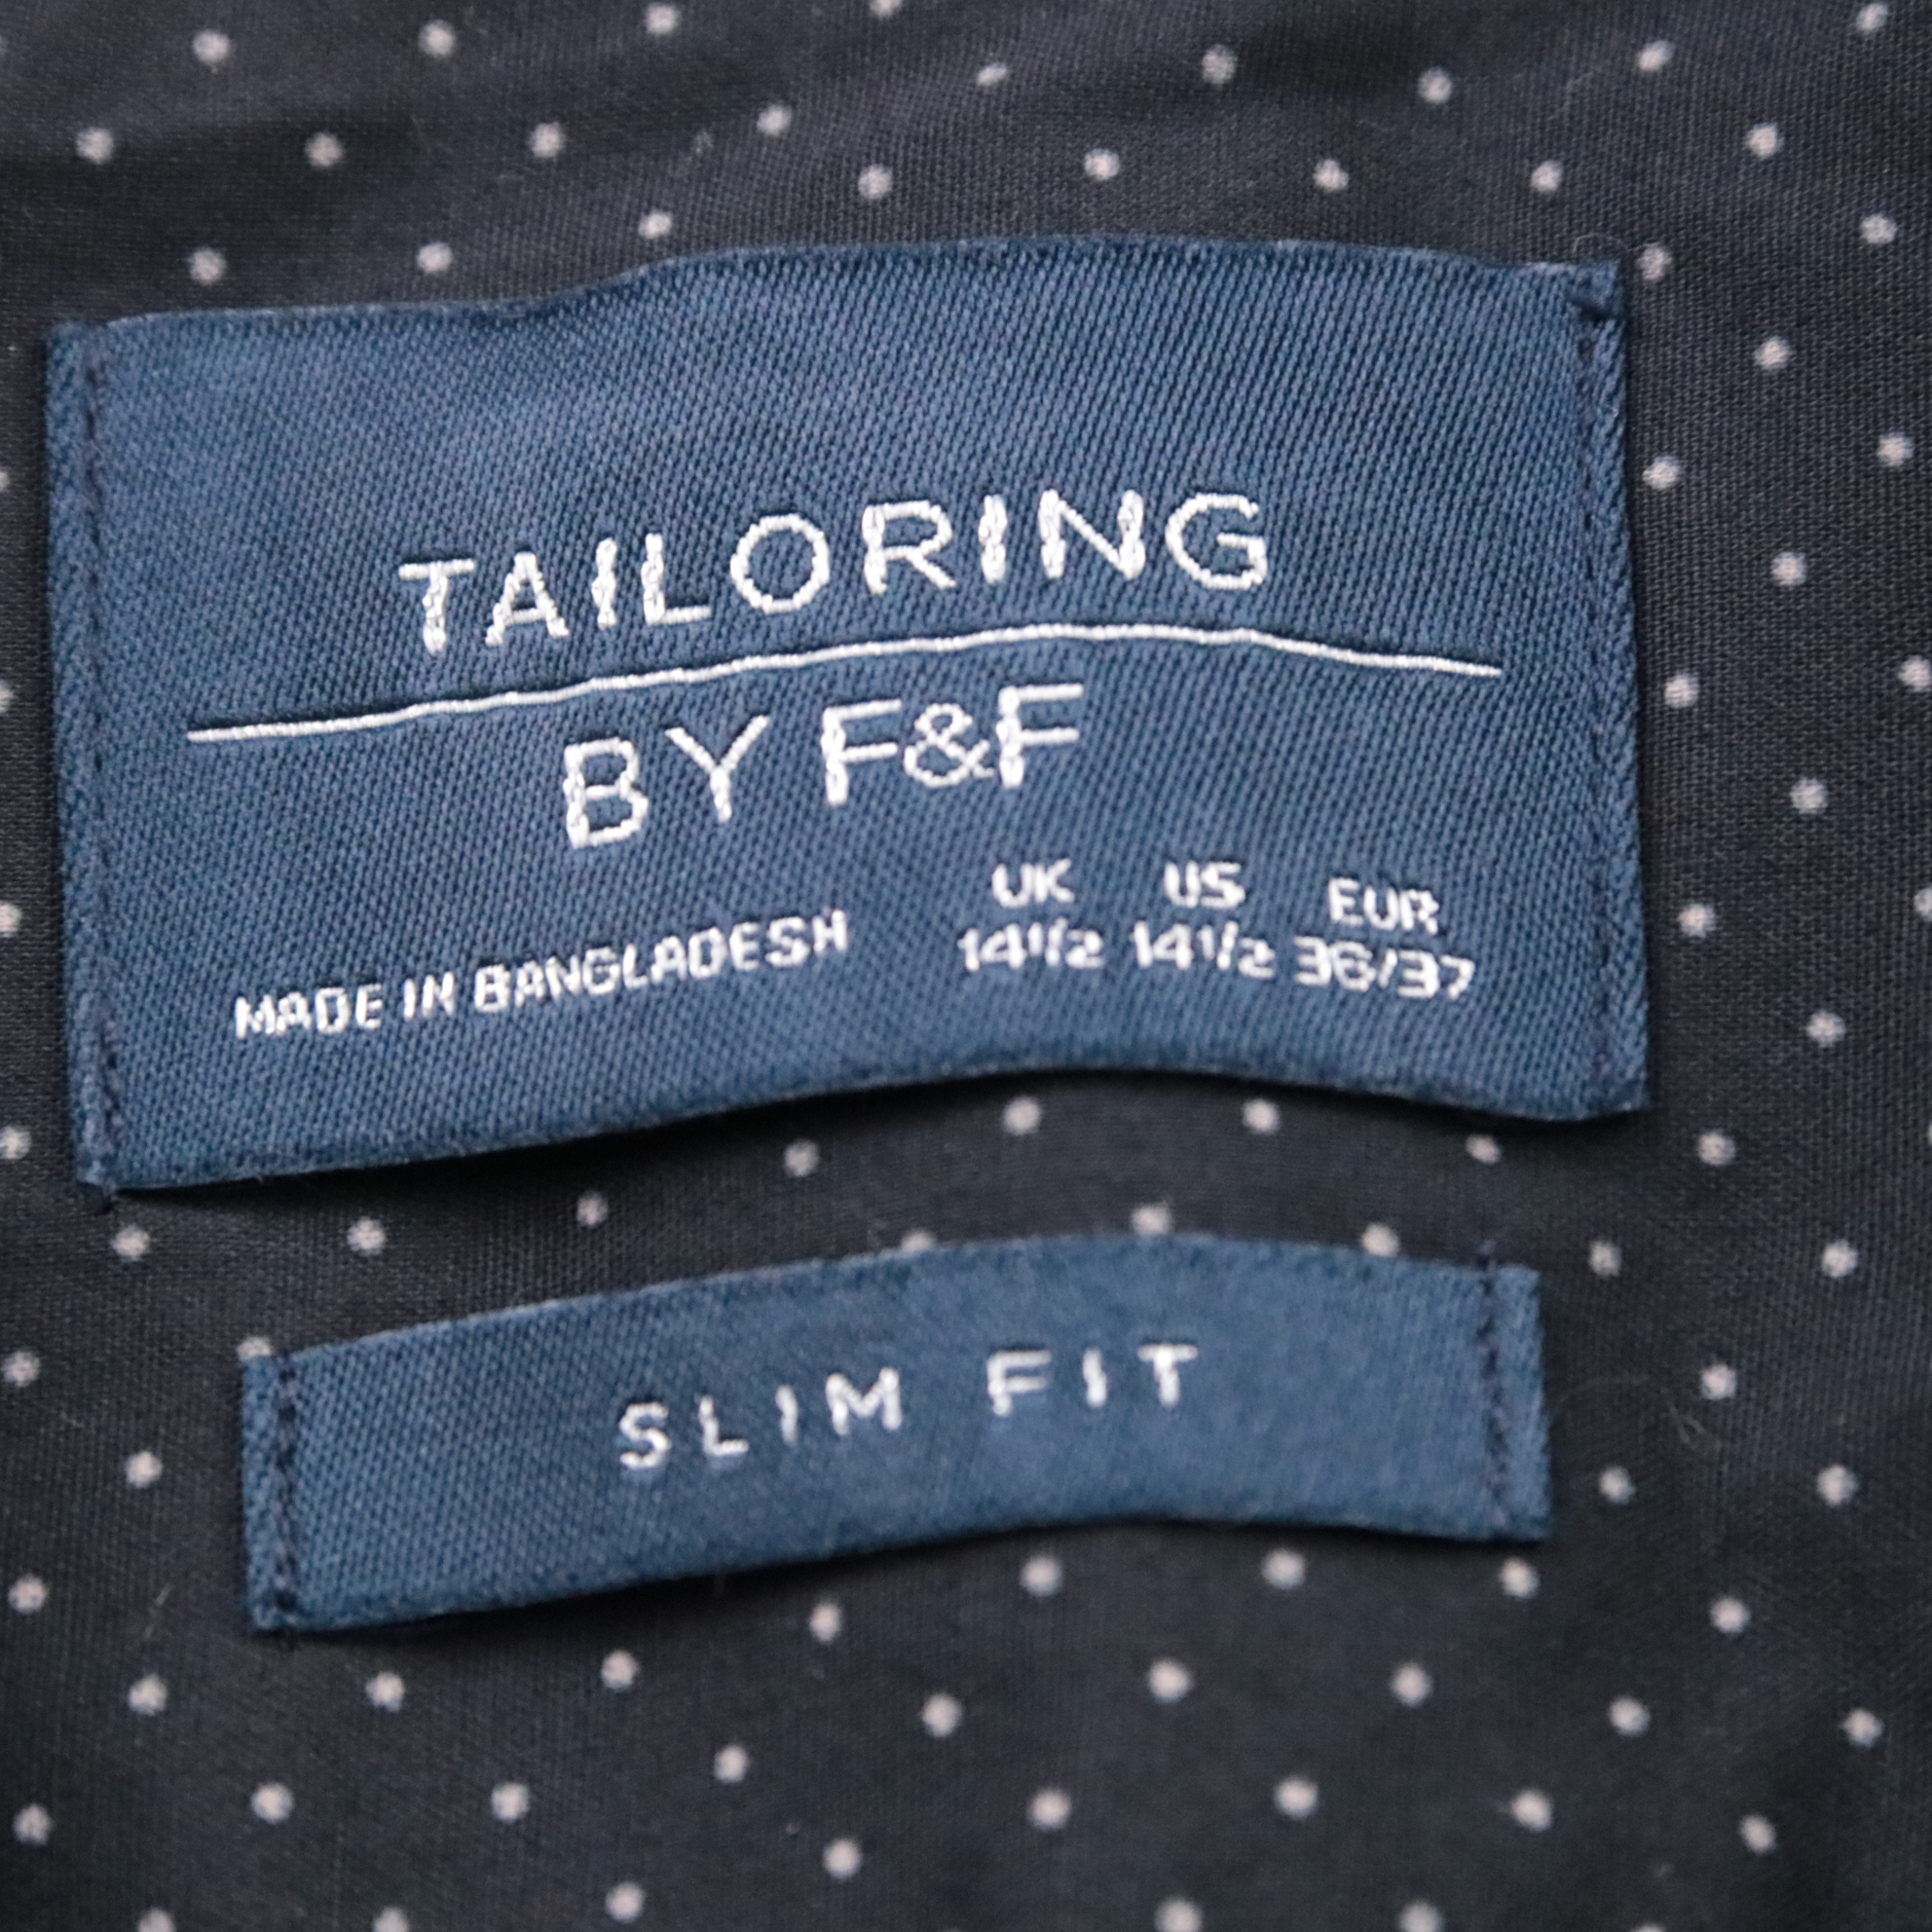 TAILORING
BY F&F
UK US EUR
MADE IN BANGLADESH 14½ 14½ 36/37
SLIM FIT